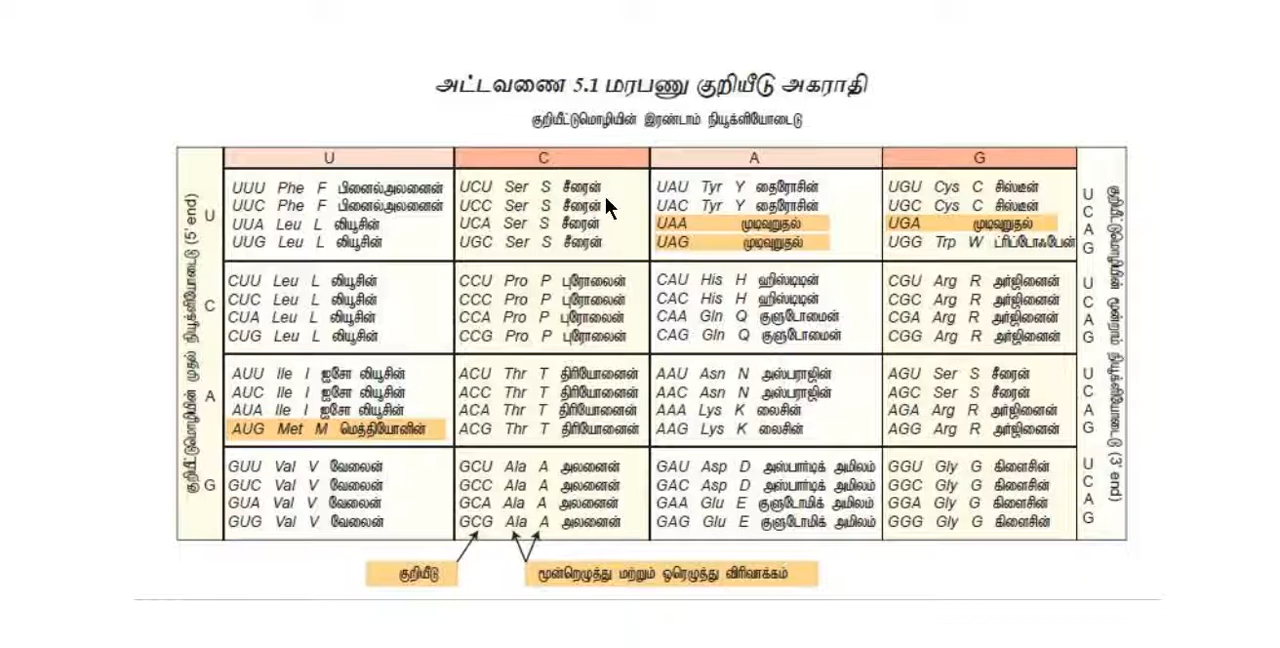 அட்டவணை 5.1 மரபணு குறியீடு அகராதி
குறியீட்டுமொழியின் இரண்டாம் நியூக்ளியோடைடு
U C A G
குறியீட்டுமொழியின் முதல் நியூக்ளியோடைடு (5' end)
U
UUU Phe F பினைல்அலனைன் UCU Ser S சீரைன் UAU Tyr Y தைரோசின் UGU Cys C சிஸ்டீன் U
UUC Phe F பினைல்அலனைன் UCC Ser S சீரைன் UAC Tyr Y தைரோசின் UGC Cys C சிஸ்டீன் C
UUA Leu L லியூசின் UCA Ser S சீரைன் UAA முடிவுறுதல் UGA முடிவுறுதல் A
UUG Leu L லியூசின் UGC Ser S சீரைன் UAG முடிவுறுதல் UGG Trp W ட்ரிப்டோஃபேன் G
C
CUU Leu L லியூசின் CCU Pro P புரோலைன் CAU His H ஹிஸ்டிடின் CGU Arg R அர்ஜினைன் U
CUC Leu L லியூசின் CCC Pro P புரோலைன் CAC His H ஹிஸ்டிடின் CGC Arg R அர்ஜினைன் C
CUA Leu L லியூசின் CCA Pro P புரோலைன் CAA Gln Q குளுடோமைன் CGA Arg R அர்ஜினைன் A
CUG Leu L லியூசின் CCG Pro P புரோலைன் CAG Gln Q குளுடோமைன் CGG Arg R அர்ஜினைன் G
A
AUU Ile I ஐசோ லியூசின் ACU Thr T திரியோனைன் AAU Asn N அஸ்பராஜின் AGU Ser S சீரைன் U
AUC Ile I ஐசோ லியூசின் ACC Thr T திரியோனைன் AAC Asn N அஸ்பராஜின் AGC Ser S சீரைன் C
AUA Ile I ஐசோ லியூசின் ACA Thr T திரியோனைன் AAA Lys K லைசின் AGA Arg R அர்ஜினைன் A
AUG Met M மெத்தியோனின் ACG Thr T திரியோனைன் AAG Lys K லைசின் AGG Arg R அர்ஜினைன் G
G
GUU Val V வேலைன் GCU Ala A அலனைன் GAU Asp D அஸ்பார்டிக் அமிலம் GGU Gly G கிளைசின் U
GUC Val V வேலைன் GCC Ala A அலனைன் GAC Asp D அஸ்பார்டிக் அமிலம் GGC Gly G கிளைசின் C
GUA Val V வேலைன் GCA Ala A அலனைன் GAA Glu E குளுடோமிக் அமிலம் GGA Gly G கிளைசின் A
GUG Val V வேலைன் GCG Ala A அலனைன் GAG Glu E குளுடோமிக் அமிலம் GGG Gly G கிளைசின் G
குறியீட்டுமொழியின் மூன்றாம் நியூக்ளியோடைடு (3' end)
குறியீடு
மூன்றெழுத்து மற்றும் ஓரெழுத்து விரிவாக்கம்